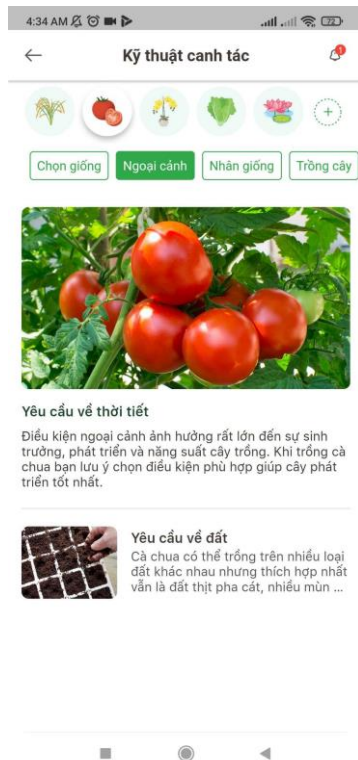 4:34 AM
72
Kỹ thuật canh tác
Chọn giống
Ngoại cảnh
Nhân giống
Trồng cây
Yêu cầu về thời tiết
Điều kiện ngoại cảnh ảnh hưởng rất lớn đến sự sinh
trưởng, phát triển và năng suất cây trồng. Khi trồng cà
chua bạn lưu ý chọn điều kiện phù hợp giúp cây phát
triển tốt nhất.
Yêu cầu về đất
Cà chua có thể trồng trên nhiều loại
đất khác nhau nhưng thích hợp nhất
vẫn là đất thịt pha cát, nhiều mùn ...